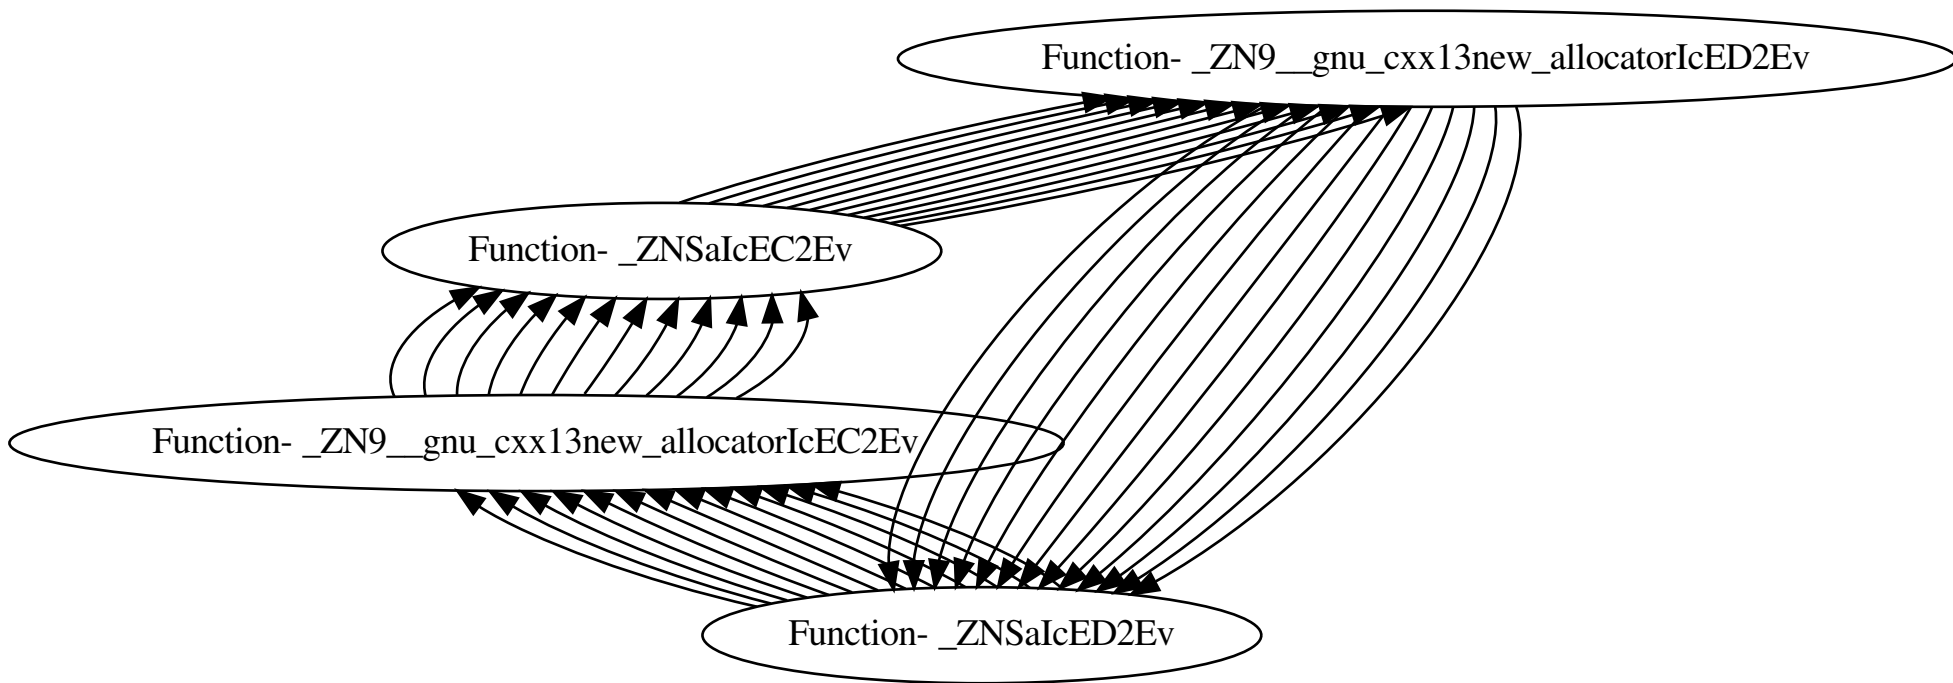 Function- _ZN9__gnu_cxx13new_allocatorIcED2Ev
Function- _ZNSaIcEC2Ev
Function- _ZN9__gnu_cxx13new_allocatorIcEC2Ev
Function- _ZNSaIcED2Ev